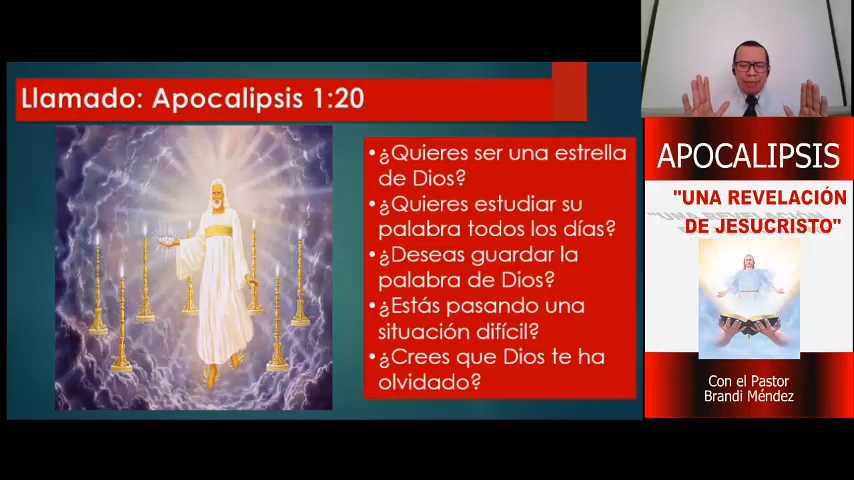 Llamado: Apocalipsis 1:20
•¿Quieres ser una estrella
de Dios?
•¿Quieres estudiar su
palabra todos los días?
•¿Deseas guardar la
palabra de Dios?
•¿Estás pasando una
situación difícil?
•¿Crees que Dios te ha
olvidado?
APOCALIPSIS
"UNA REVELACIÓN
DE JESUCRISTO"
Con el Pastor
Brandi Méndez